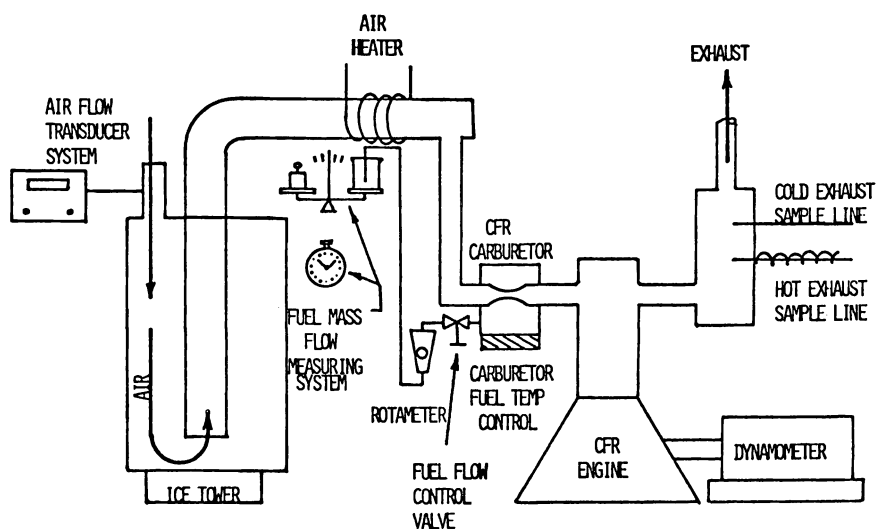 AIR
HEATER
EXHAUST
AIR FLOW
TRANSDUCER
SYSTEM
COLD EXHAUST
SAMPLE LINE
CFR
CARBURETOR
HOT EXHAUST
SAMPLE LINE
FUEL MASS
FLOW
MEASURING
SYSTEM
AIR
ROTAMETER
CARBURETOR
FUEL TEMP
CONTROL
CFR
ENGINE
DYNAMOMETER
FUEL FLOW
CONTROL
VALVE
ICE TOWER